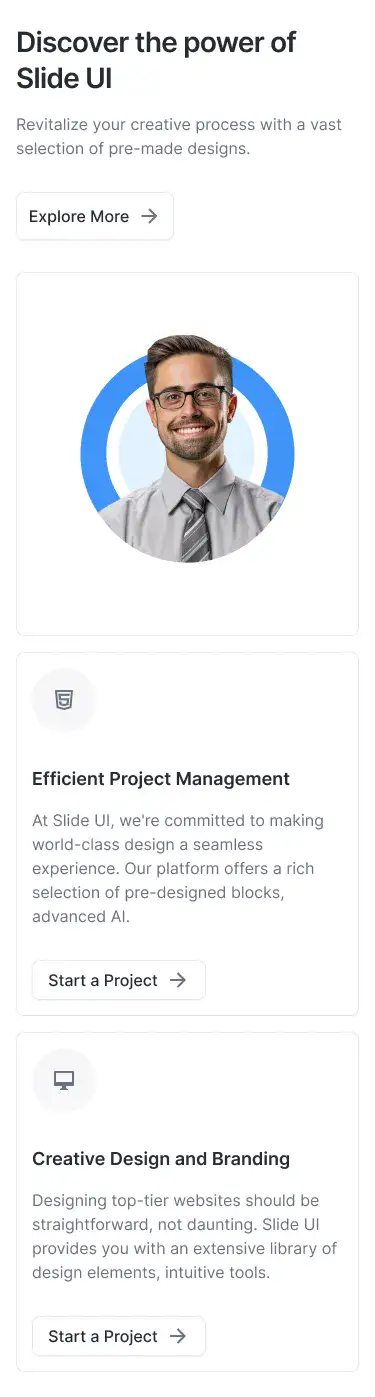 Discover the power of
Slide UI
Revitalize your creative process with a vast
selection of pre-made designs.
Explore More
Efficient Project Management
At Slide UI, we're committed to making
world-class design a seamless
experience. Our platform offers a rich
selection of pre-designed blocks,
advanced AI.
Start a Project
Creative Design and Branding
Designing top-tier websites should be
straightforward, not daunting. Slide UI
provides you with an extensive library of
design elements, intuitive tools.
Start a Project